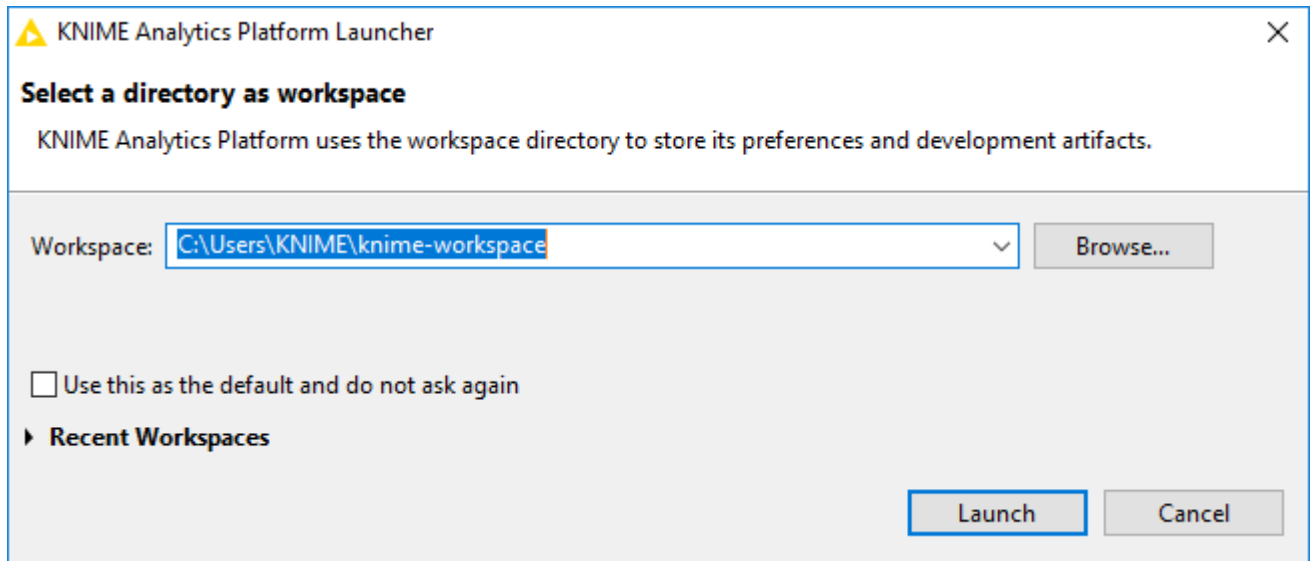 KNIME Analytics Platform Launcher
Select a directory as workspace
KNIME Analytics Platform uses the workspace directory to store its preferences and development artifacts.
Workspace: C:\Users\KNIME\knime-workspace Browse...
Use this as the default and do not ask again
Recent Workspaces
Launch Cancel